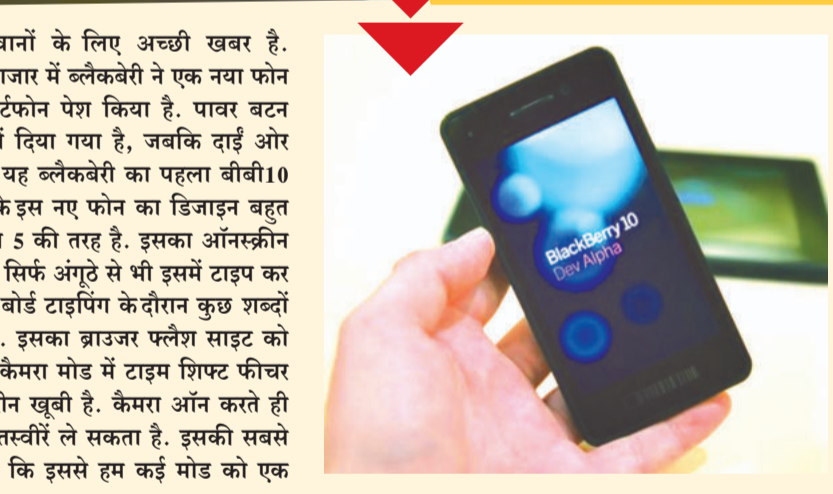 के लिए अच्छी खबर है.
में ब्लैकबेरी ने एक नया फोन
पेश किया है. पावर बटन
दिया गया है, जबकि दाईं ओर
यह ब्लैकबेरी का पहला बीबी10
के इस नए फोन का डिजाइन बहुत
5 की तरह है. इसका ऑनस्क्रीन
सिर्फ अंगूठे से भी इसमें टाइप कर
बोर्ड टाइपिंग के दौरान कुछ शब्दों
. इसका ब्राउजर फ्लैश साइट को
कैमरा मोड में टाइम शिफ्ट फीचर
खूबी है. कैमरा ऑन करते ही
तस्वीरें ले सकता है. इसकी सबसे
कि इससे हम कई मोड को एक
BlackBerry 10
Dev Alpha